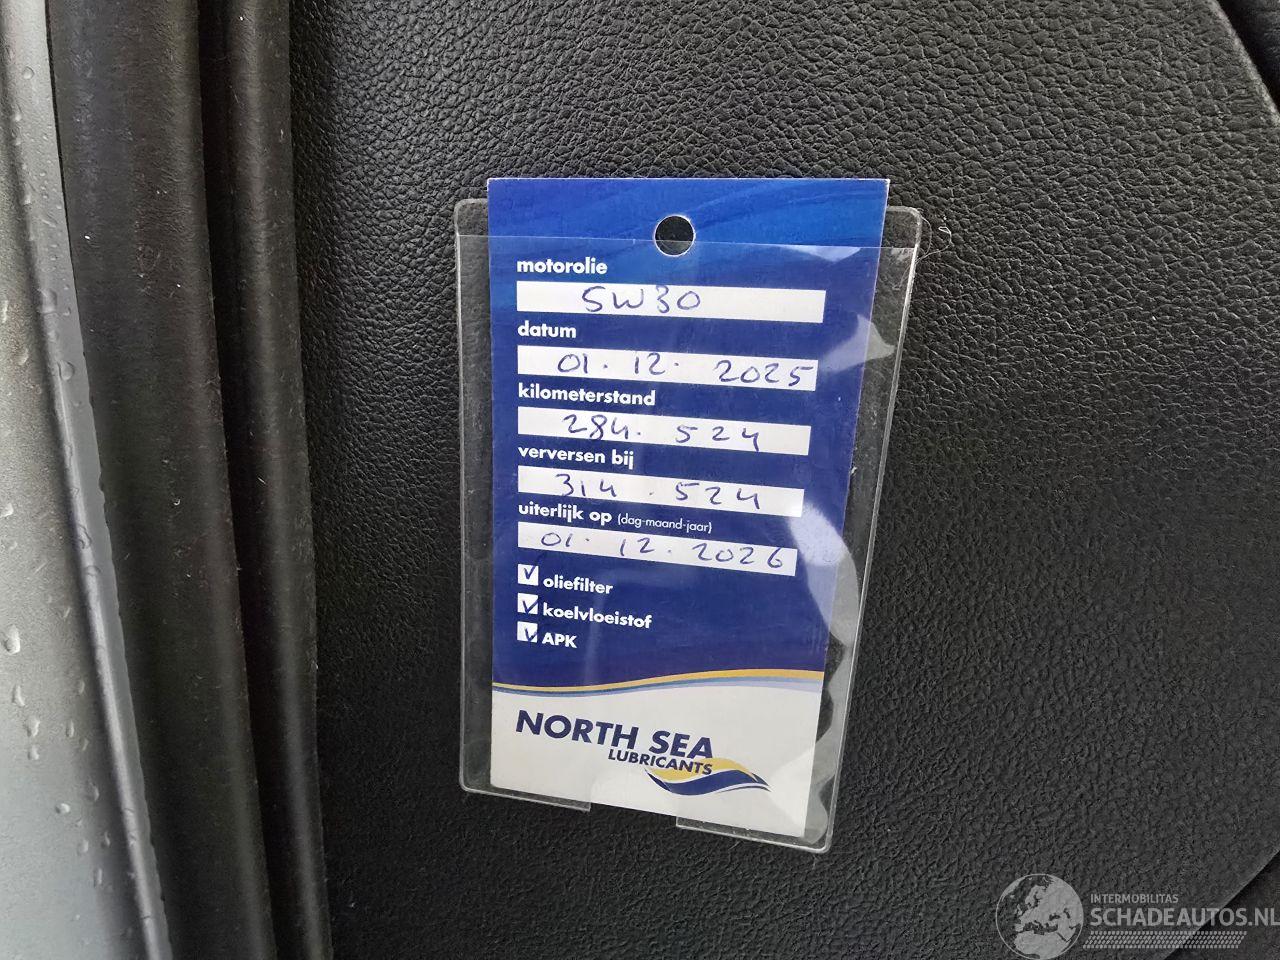 motorolie
5W30
datum
01. 12. 2025
kilometerstand
284. 524
verversen bij
314. 524
uiterlijk op (dag-maand-jaar)
01. 12. 2026
oliefilter
koelvloeistof
APK
NORTH SEA
LUBRICANTS
INTERMOBILITAS
SCHADEAUTOS.NL